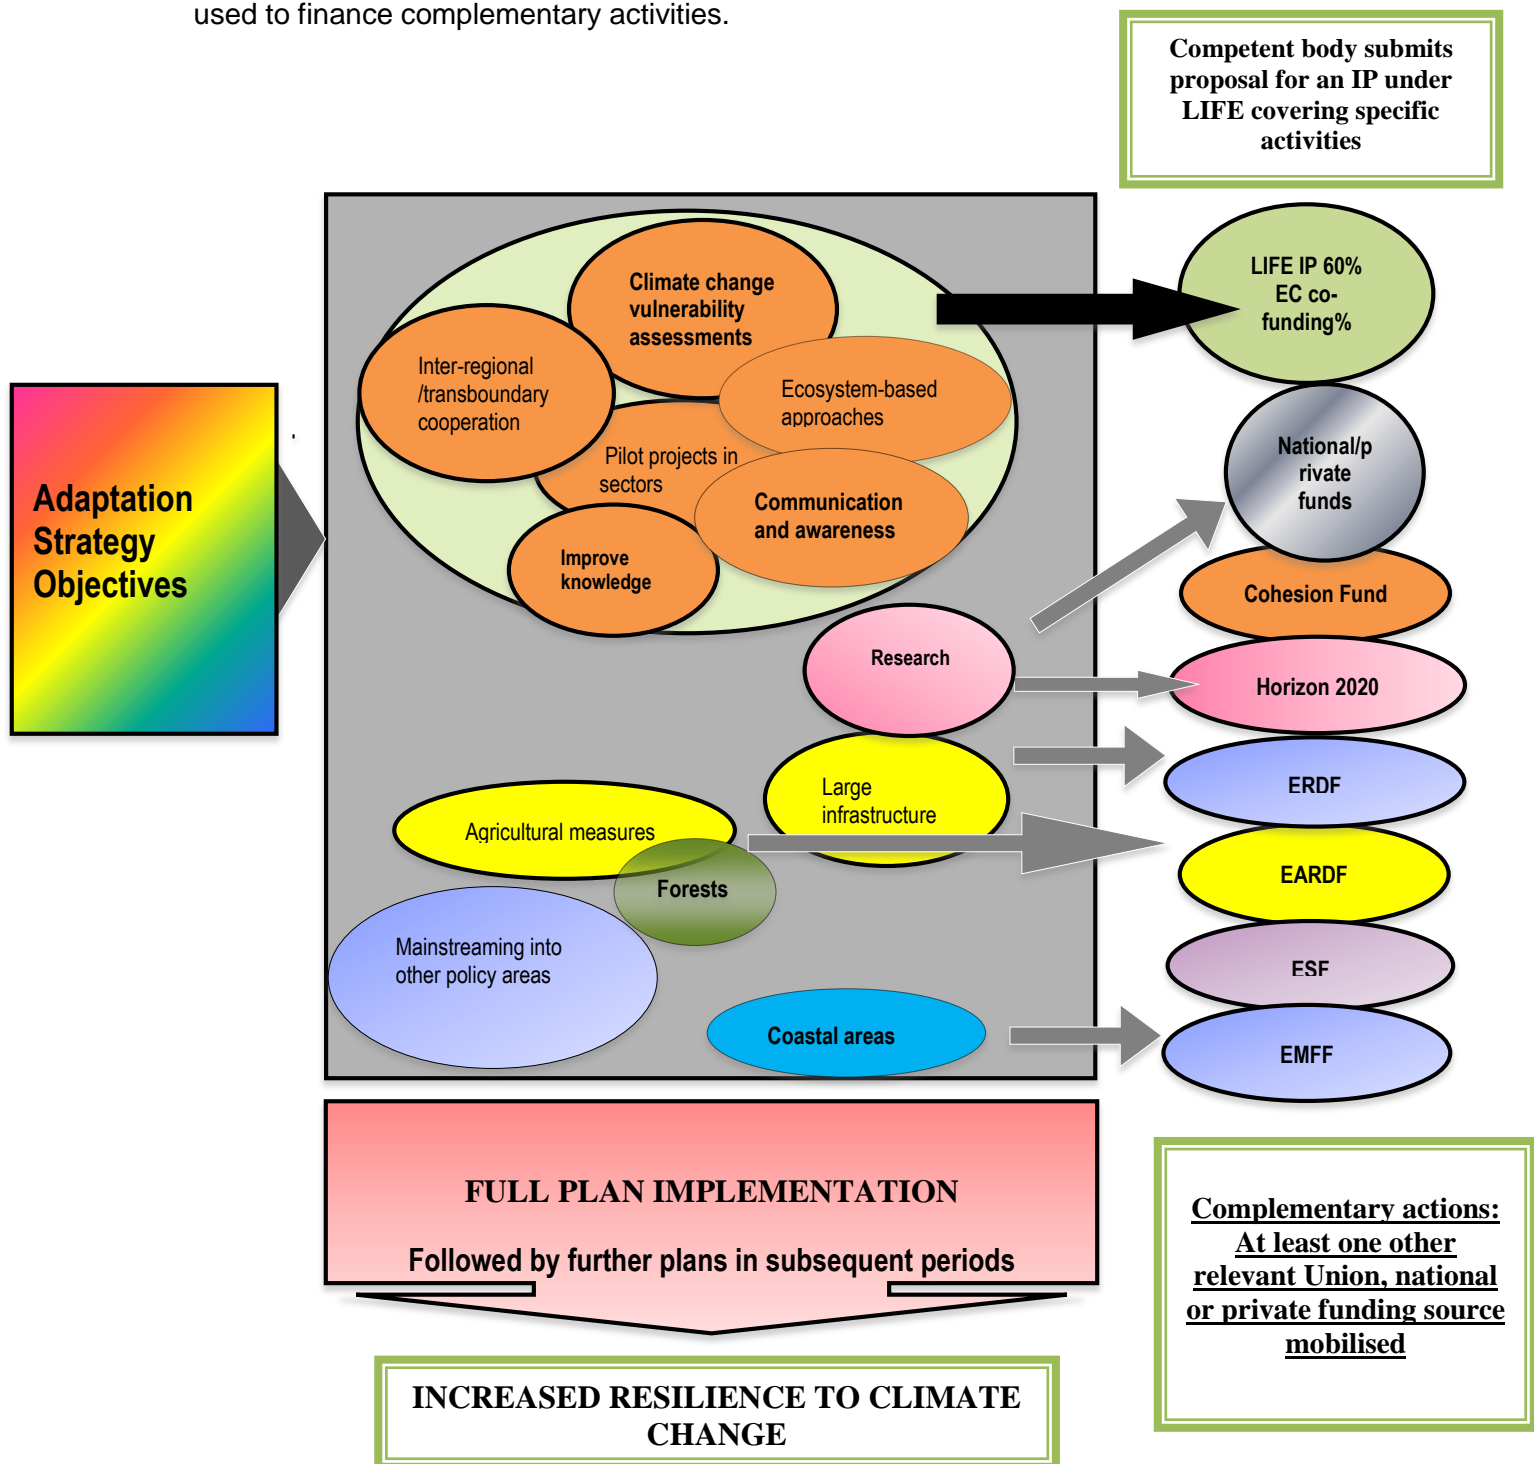 used to finance complementary activities.
Competent body submits
proposal for an IP under
LIFE covering specific
activities
Climate change
vulnerability
assessments
LIFE IP 60%
EC co-
funding%
Inter-regional
/transboundary
cooperation
Ecosystem-based
approaches
Pilot projects in
sectors
National/p
rivate
funds
Communication
and awareness
Adaptation
Strategy
Objectives
Improve
knowledge
Cohesion Fund
Research
Horizon 2020
ERDF
Large
infrastructure
Agricultural measures
EARDF
Forests
Mainstreaming into
other policy areas
ESF
Coastal areas
EMFF
FULL PLAN IMPLEMENTATION
Followed by further plans in subsequent periods
Complementary actions:
At least one other
relevant Union, national
or private funding source
mobilised
INCREASED RESILIENCE TO CLIMATE
CHANGE